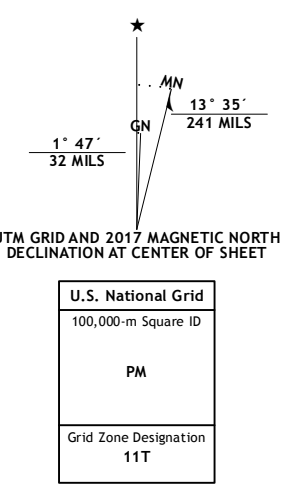 ★
MN
13° 35´
241 MILS
GN
1° 47´
32 MILS
UTM GRID AND 2017 MAGNETIC NORTH
DECLINATION AT CENTER OF SHEET
U.S. National Grid
100,000-m Square ID
PM
Grid Zone Designation
11T